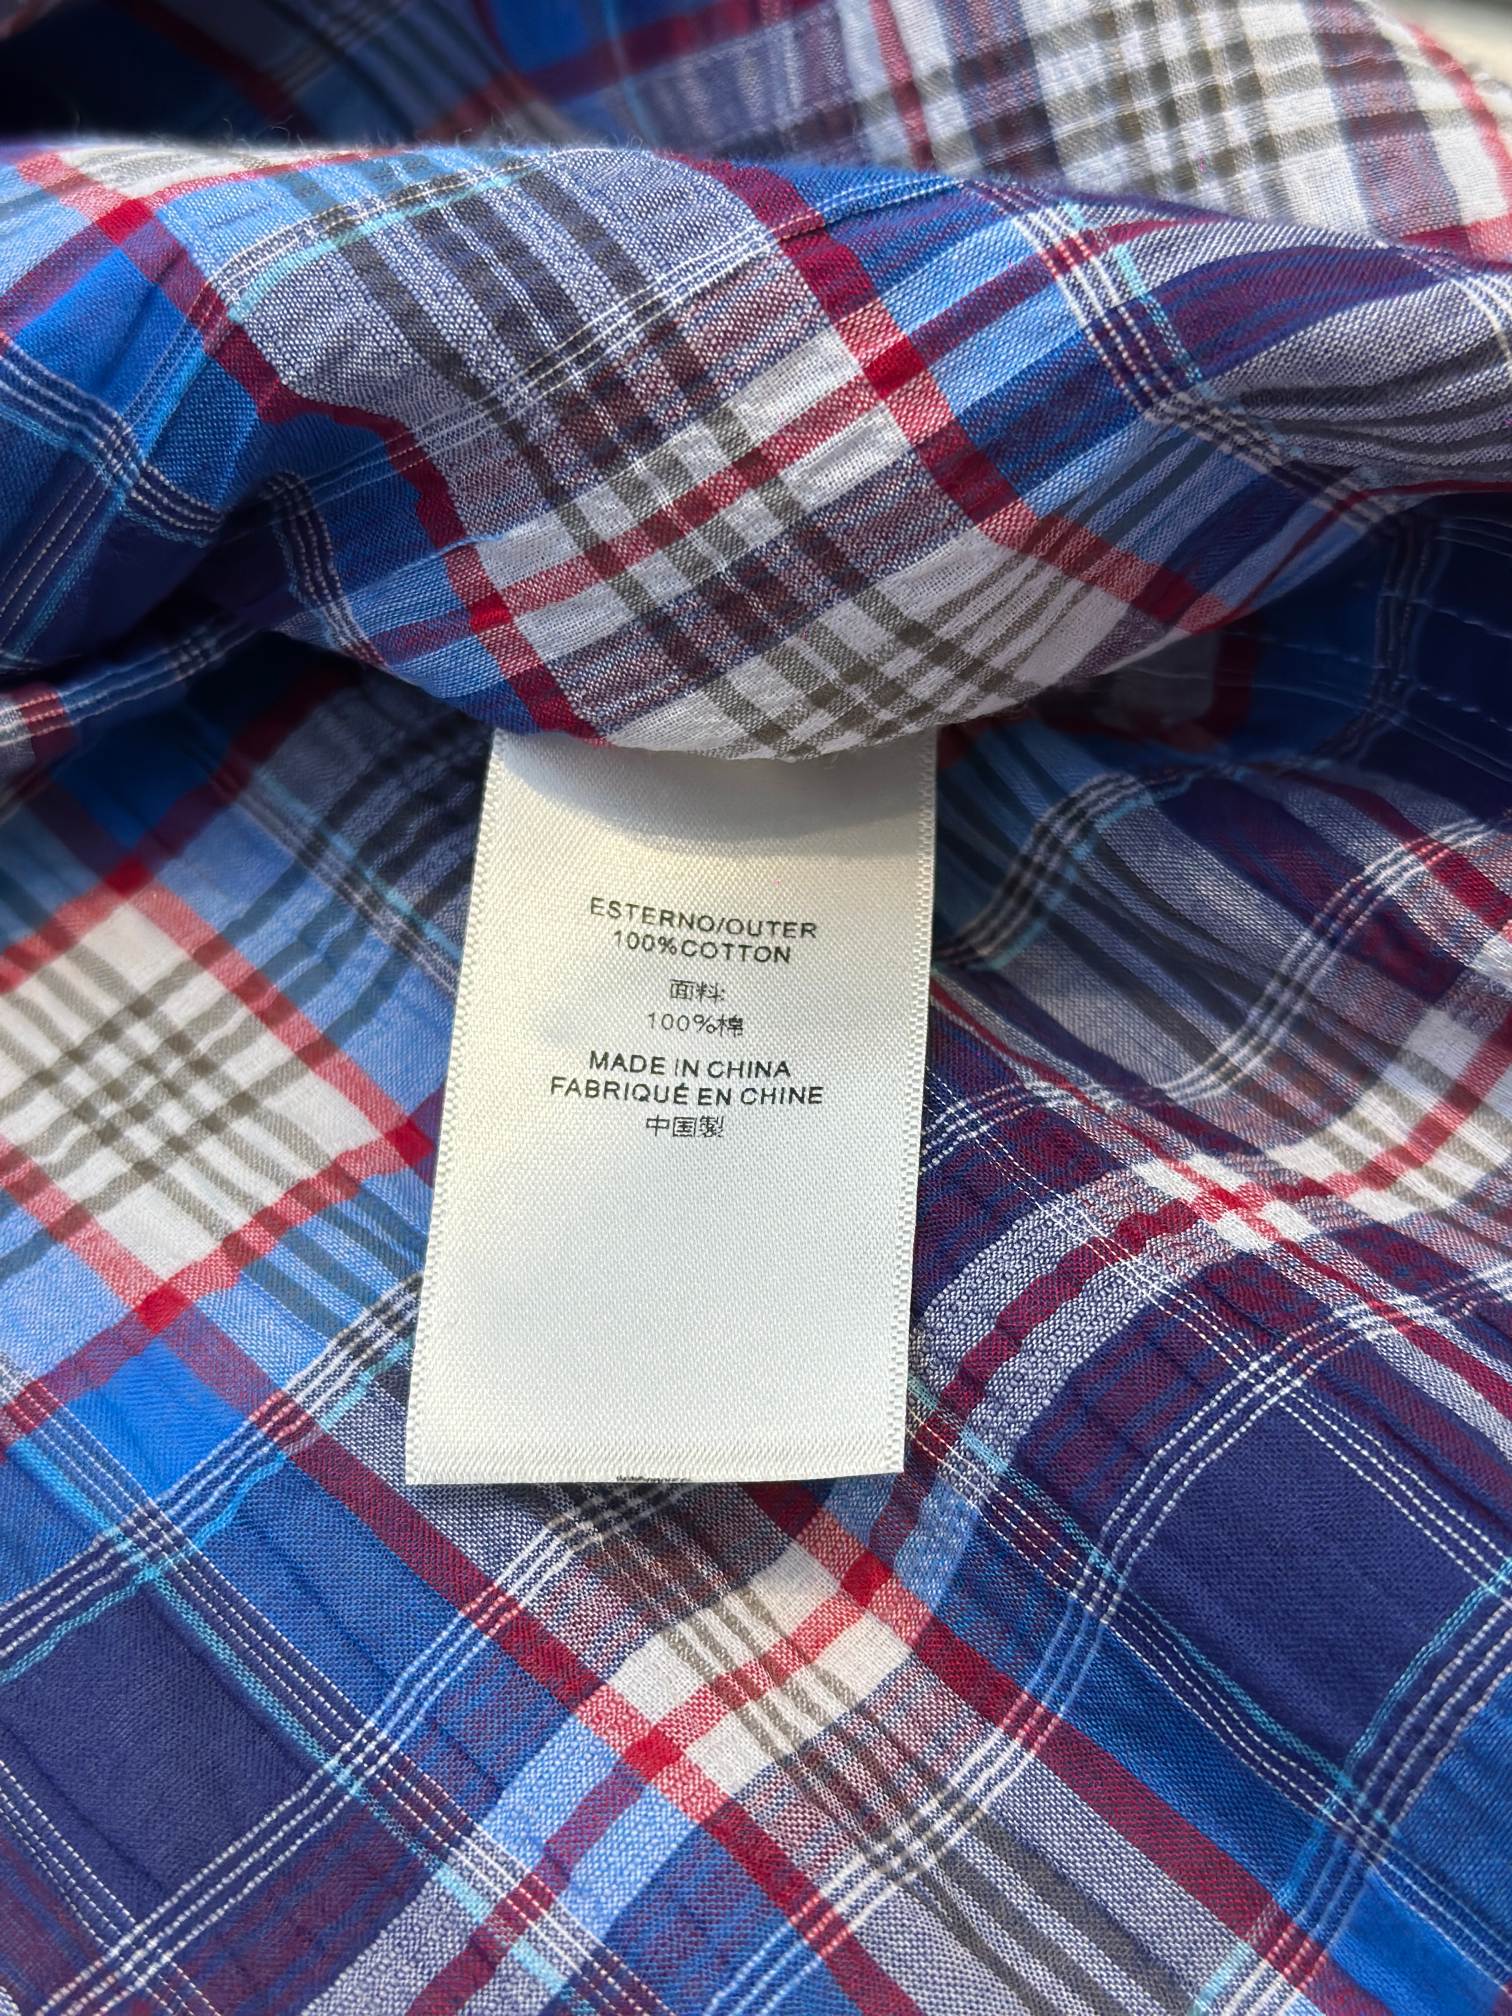 ESTERNO/OUTER
100%COTTON
面料:
100%棉
MADE IN CHINA
FABRIQUÉ EN CHINE
中国製